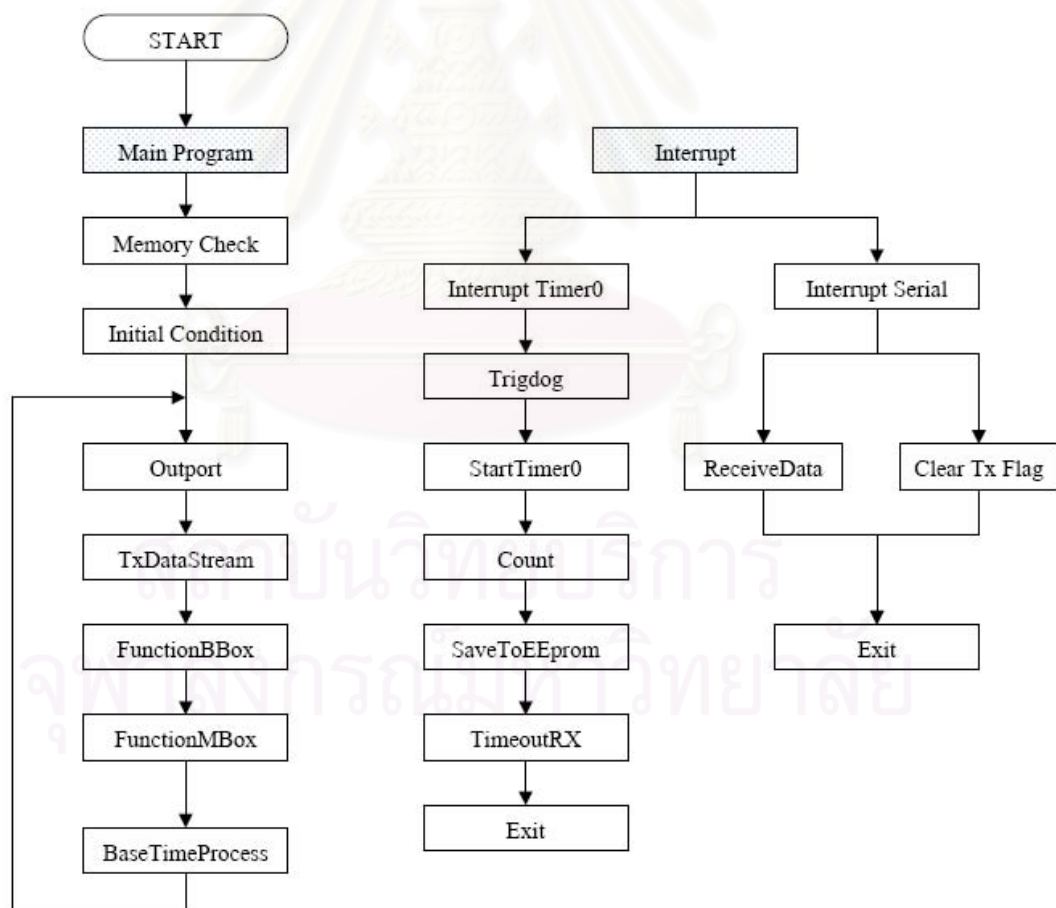 START
Main Program
Memory Check
Initial Condition
Outport
TxDataStream
FunctionBBox
FunctionMBox
BaseTimeProcess
Interrupt
Interrupt Timer0
Trigdog
StartTimer0
Count
SaveToEEprom
TimeoutRX
Exit
Interrupt Serial
ReceiveData
Clear Tx Flag
Exit
สถาบันวิทยบริการ
จุฬาลงกรณ์มหาวิทยาลัย